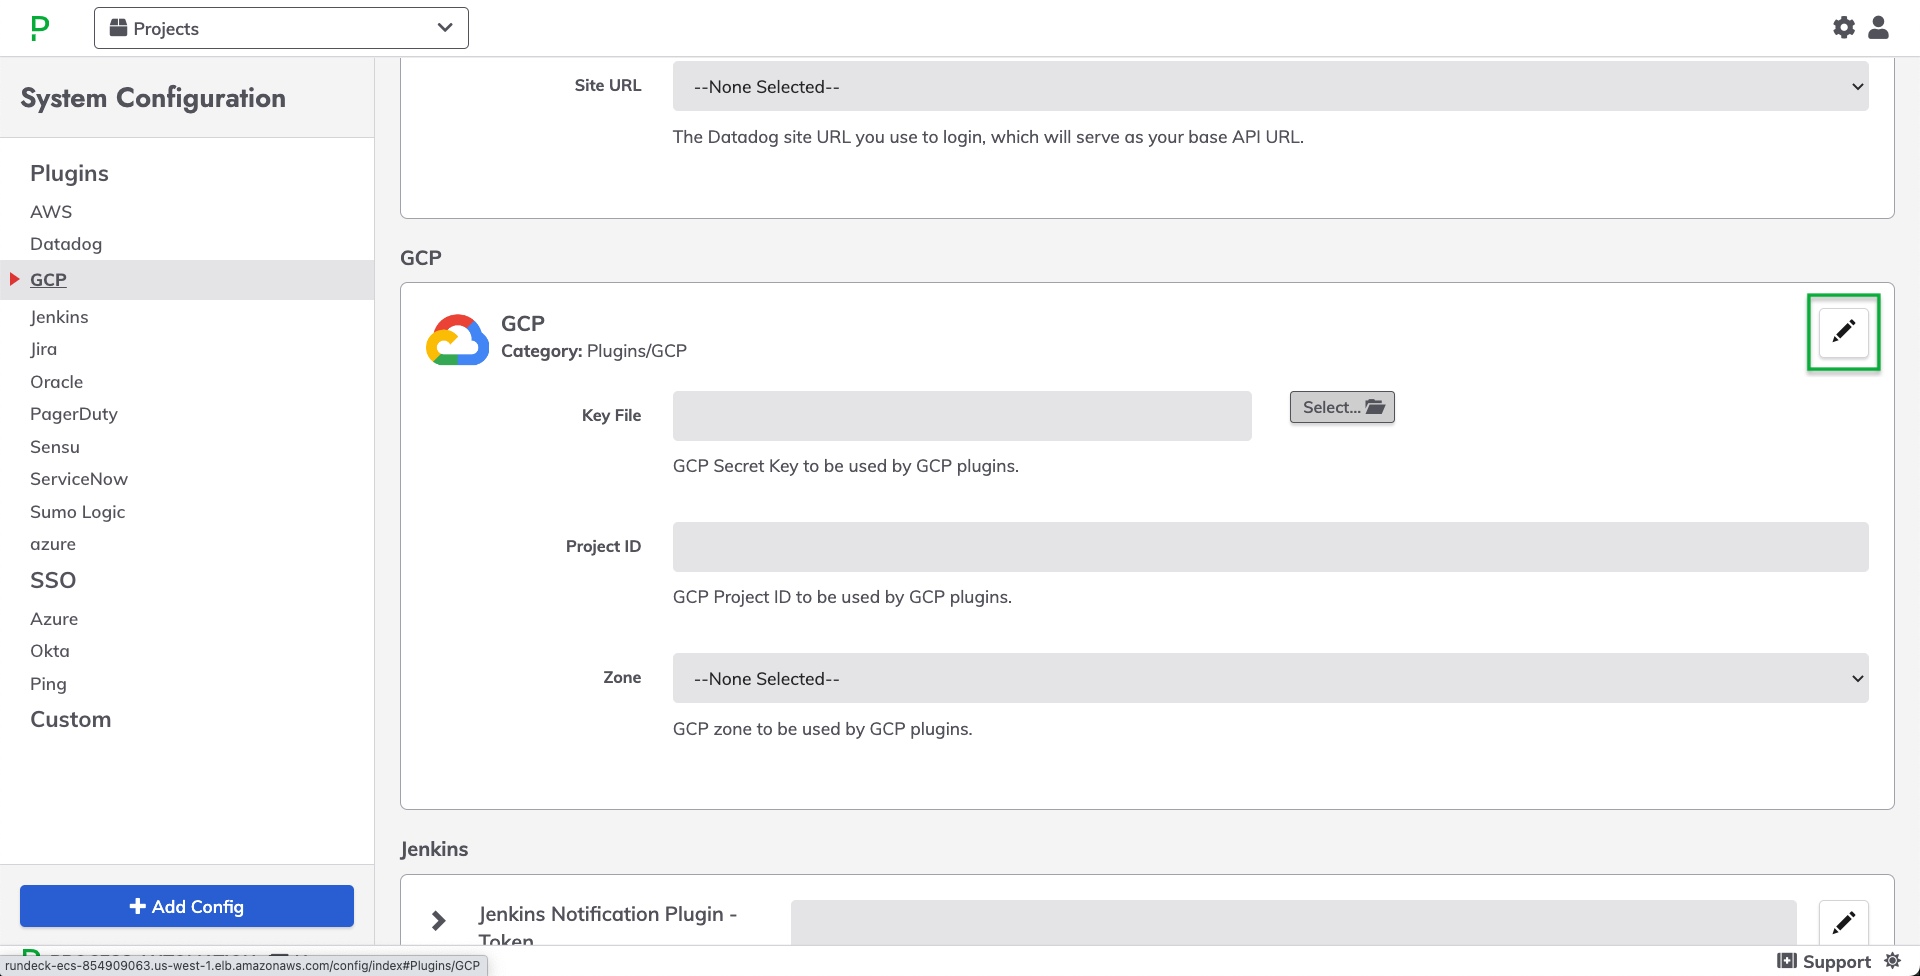 Projects
System Configuration
Plugins
AWS
Datadog
GCP
Jenkins
Jira
Oracle
PagerDuty
Sensu
ServiceNow
Sumo Logic
azure
SSO
Azure
Okta
Ping
Custom
Add Config
Site URL
--None Selected--
The Datadog site URL you use to login, which will serve as your base API URL.
GCP
GCP
Category: Plugins/GCP
Key File
Select...
GCP Secret Key to be used by GCP plugins.
Project ID
GCP Project ID to be used by GCP plugins.
Zone
--None Selected--
GCP zone to be used by GCP plugins.
Jenkins
Jenkins Notification Plugin -
Token
rundeck-ecs-854909063.us-west-1.elb.amazonaws.com/config/index#Plugins/GCP
Support